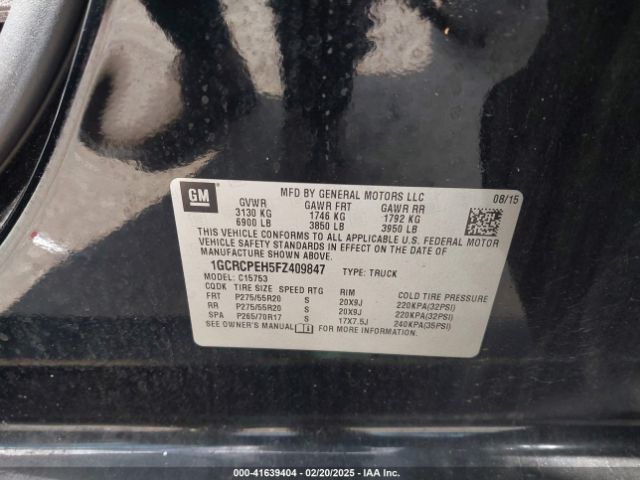 GM
MFD BY GENERAL MOTORS LLC
08/15
GVWR GAWR FRT GAWR RR
3130 KG 1746 KG 1792 KG
6900 LB 3850 LB 3950 LB
THIS VEHICLE CONFORMS TO ALL APPLICABLE U.S. FEDERAL MOTOR
VEHICLE SAFETY STANDARDS IN EFFECT ON THE DATE OF
MANUFACTURE SHOWN ABOVE.
1GCRCPEH5FZ409847 TYPE: TRUCK
MODEL: C15753
CQDK TIRE SIZE SPEED RTG RIM COLD TIRE PRESSURE
FRT P275/55R20 S 20X9J 220KPA(32PSI)
RR P275/55R20 S 20X9J 220KPA(32PSI)
SPA P265/70R17 S 17X7.5J 240KPA(35PSI)
SEE OWNER'S MANUAL FOR MORE INFORMATION.
000-41639404 | 02/20/2025 | IAA Inc.